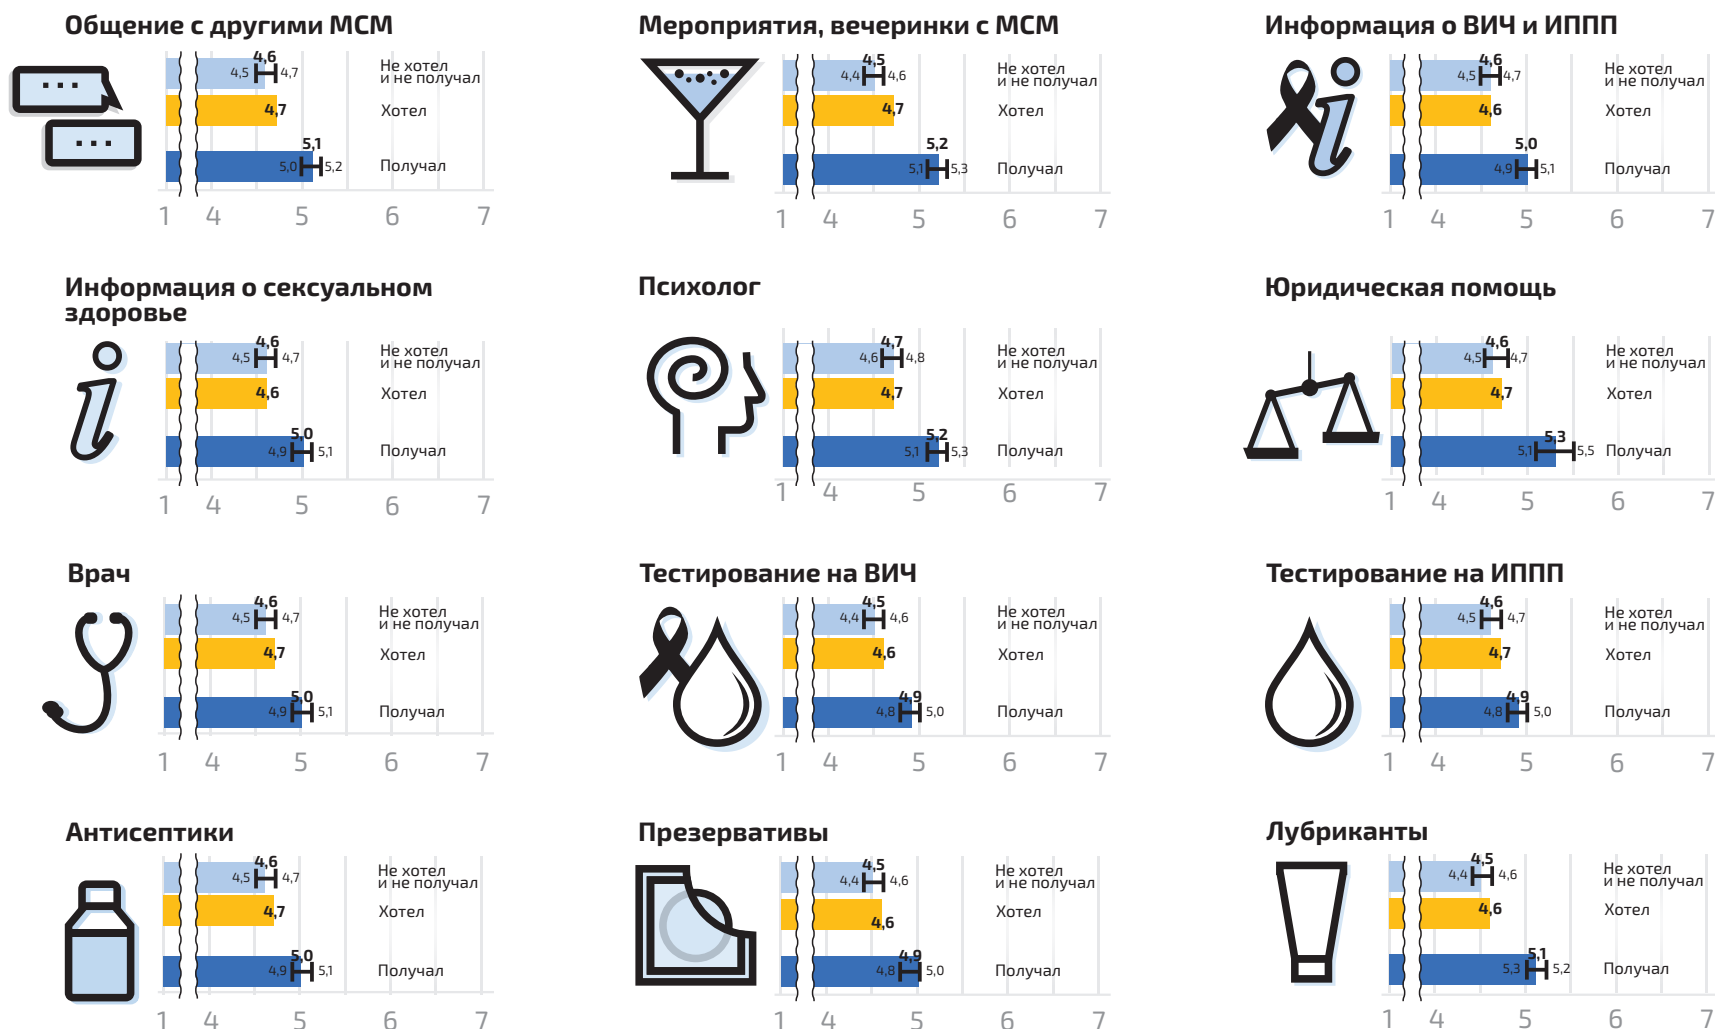 Общение с другими МСМ
4,6
4,5 4,7
Не хотел
и не получал
4,7
Хотел
5,1
5,0 5,2
Получал
1 4 5 6 7
Мероприятия, вечеринки с МСМ
4,5
4,4 4,6
Не хотел
и не получал
4,7
Хотел
5,2
5,1 5,3
Получал
1 4 5 6 7
Информация о ВИЧ и ИППП
4,6
4,5 4,7
Не хотел
и не получал
4,6
Хотел
5,0
4,9 5,1
Получал
1 4 5 6 7
Информация о сексуальном
здоровье
4,6
4,5 4,7
Не хотел
и не получал
4,6
Хотел
5,0
4,9 5,1
Получал
1 4 5 6 7
Психолог
4,7
4,6 4,8
Не хотел
и не получал
4,7
Хотел
5,2
5,1 5,3
Получал
1 4 5 6 7
Юридическая помощь
4,6
4,5 4,7
Не хотел
и не получал
4,7
Хотел
5,3
5,1 5,5
Получал
1 4 5 6 7
Врач
4,6
4,5 4,7
Не хотел
и не получал
4,7
Хотел
5,0
4,9 5,1
Получал
1 4 5 6 7
Тестирование на ВИЧ
4,5
4,4 4,6
Не хотел
и не получал
4,6
Хотел
4,9
4,8 5,0
Получал
1 4 5 6 7
Тестирование на ИППП
4,6
4,5 4,7
Не хотел
и не получал
4,7
Хотел
4,9
4,8 5,0
Получал
1 4 5 6 7
Антисептики
4,6
4,5 4,7
Не хотел
и не получал
4,7
Хотел
5,0
4,9 5,1
Получал
1 4 5 6 7
Презервативы
4,5
4,4 4,6
Не хотел
и не получал
4,6
Хотел
4,9
4,8 5,0
Получал
1 4 5 6 7
Лубриканты
4,5
4,4 4,6
Не хотел
и не получал
4,6
Хотел
5,1
5,3 5,2
Получал
1 4 5 6 7